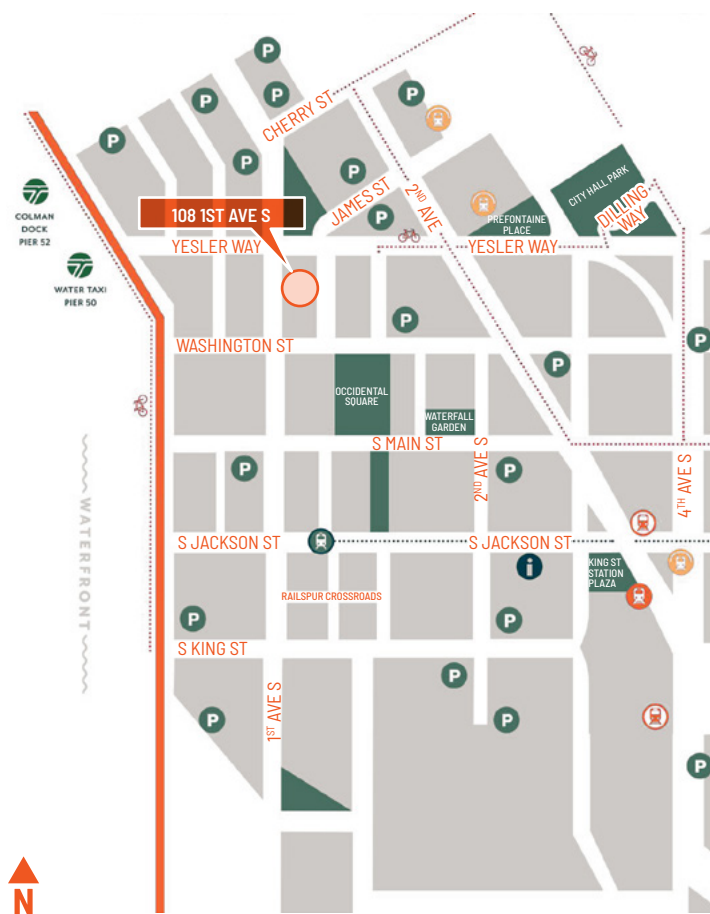 P
P
P
P
P
CHERRY ST
P
P
P
COLMAN
DOCK
PIER 52
108 1ST AVE S
JAMES ST
P
2ND AVE
PREFONTAINE
PLACE
CITY HALL PARK
DILLING
WAY
YESLER WAY
YESLER WAY
WATER TAXI
PIER 50
P
WASHINGTON ST
P
P
OCCIDENTAL
SQUARE
WATERFALL
GARDEN
S MAIN ST
P
2ND AVE S
P
4TH AVE S
WATERFRONT
S JACKSON ST
S JACKSON ST
i
KING ST
STATION
PLAZA
RAILSPUR CROSSROADS
P
P
S KING ST
P
1ST AVE S
P
P
P
N